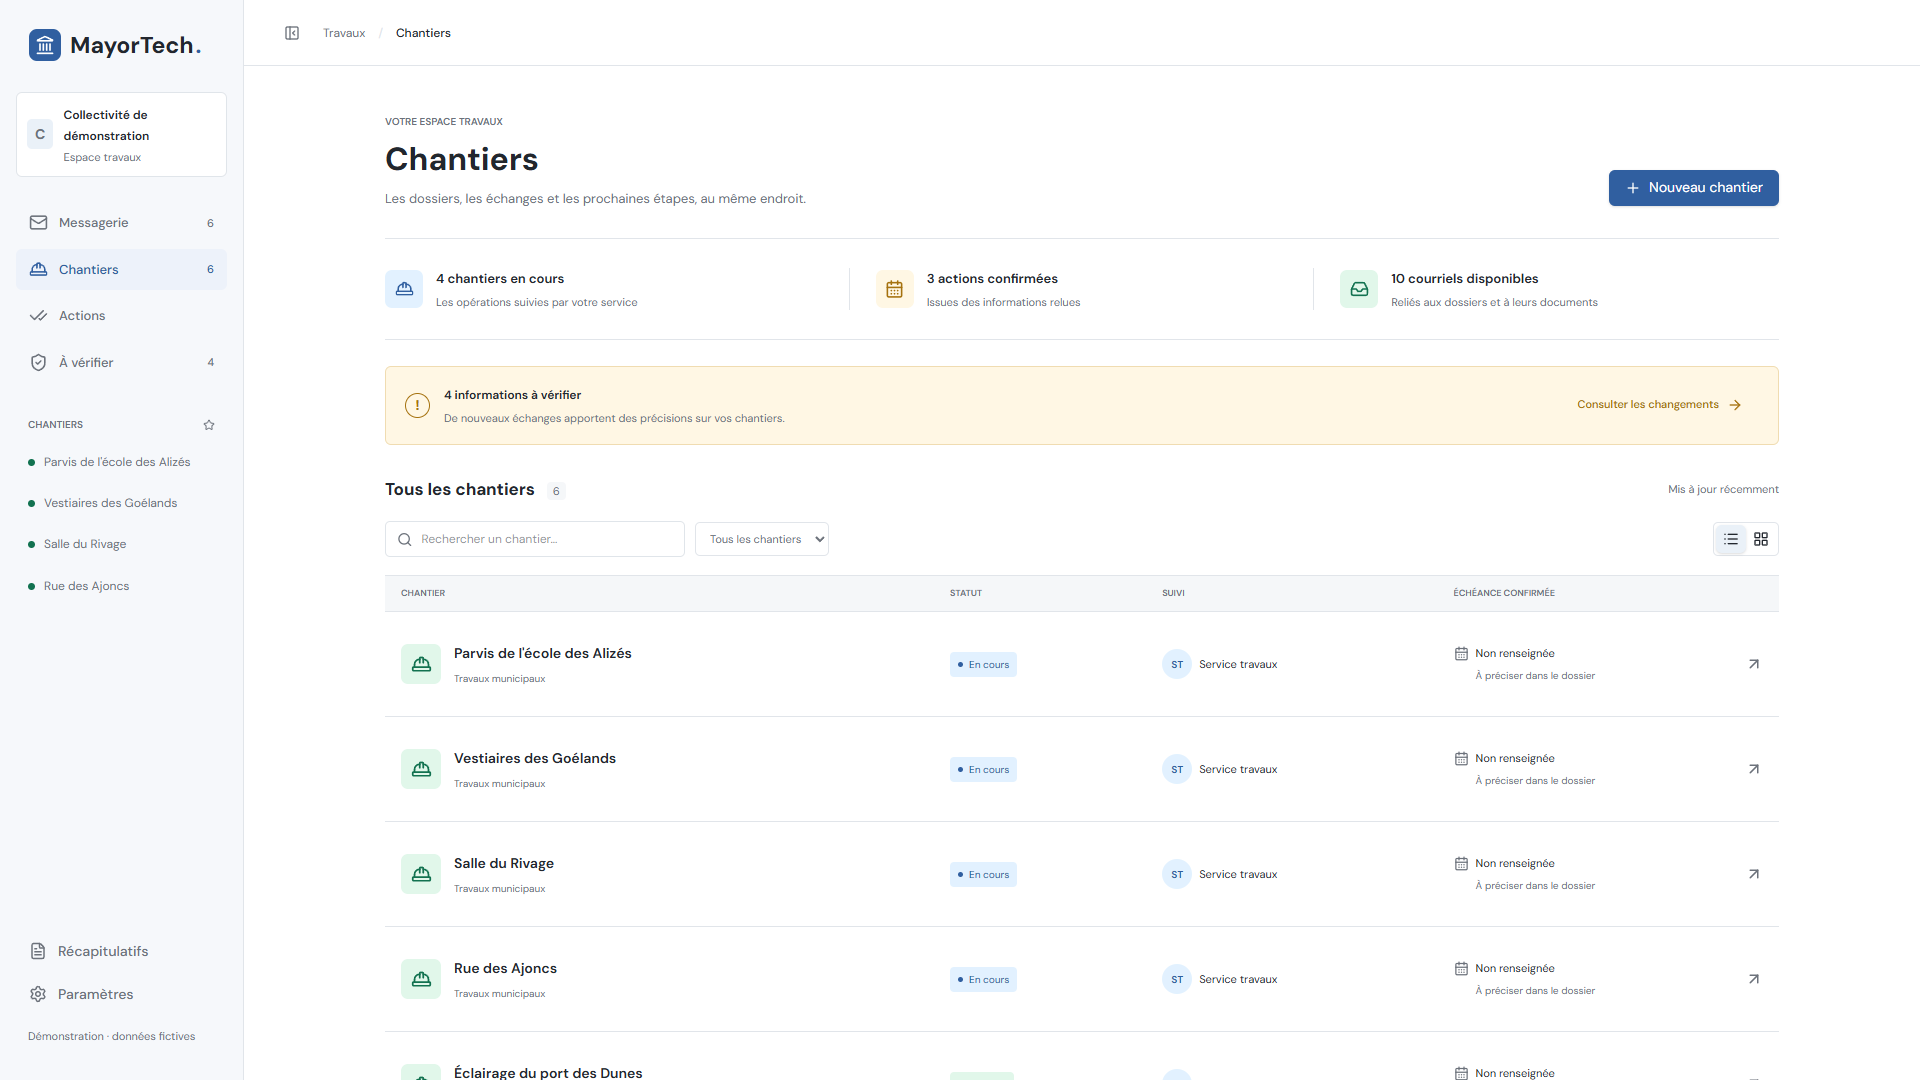 MayorTech.
C
Collectivité de
démonstration
Espace travaux
Messagerie 6
Chantiers 6
Actions
À vérifier 4
CHANTIERS
Parvis de l'école des Alizés
Vestiaires des Goélands
Salle du Rivage
Rue des Ajoncs
Récapitulatifs
Paramètres
Démonstration · données fictives
Travaux / Chantiers
VOTRE ESPACE TRAVAUX
Chantiers
Les dossiers, les échanges et les prochaines étapes, au même endroit.
Nouveau chantier
4 chantiers en cours
Les opérations suivies par votre service
3 actions confirmées
Issues des informations relues
10 courriels disponibles
Reliés aux dossiers et à leurs documents
! 4 informations à vérifier
De nouveaux échanges apportent des précisions sur vos chantiers.
Consulter les changements
Tous les chantiers 6
Mis à jour récemment
Rechercher un chantier...
Tous les chantiers
CHANTIER STATUT SUIVI ÉCHÉANCE CONFIRMÉE
Parvis de l'école des Alizés
Travaux municipaux
En cours
ST Service travaux
Non renseignée
À préciser dans le dossier
Vestiaires des Goélands
Travaux municipaux
En cours
ST Service travaux
Non renseignée
À préciser dans le dossier
Salle du Rivage
Travaux municipaux
En cours
ST Service travaux
Non renseignée
À préciser dans le dossier
Rue des Ajoncs
Travaux municipaux
En cours
ST Service travaux
Non renseignée
À préciser dans le dossier
Éclairage du port des Dunes
Non renseignée